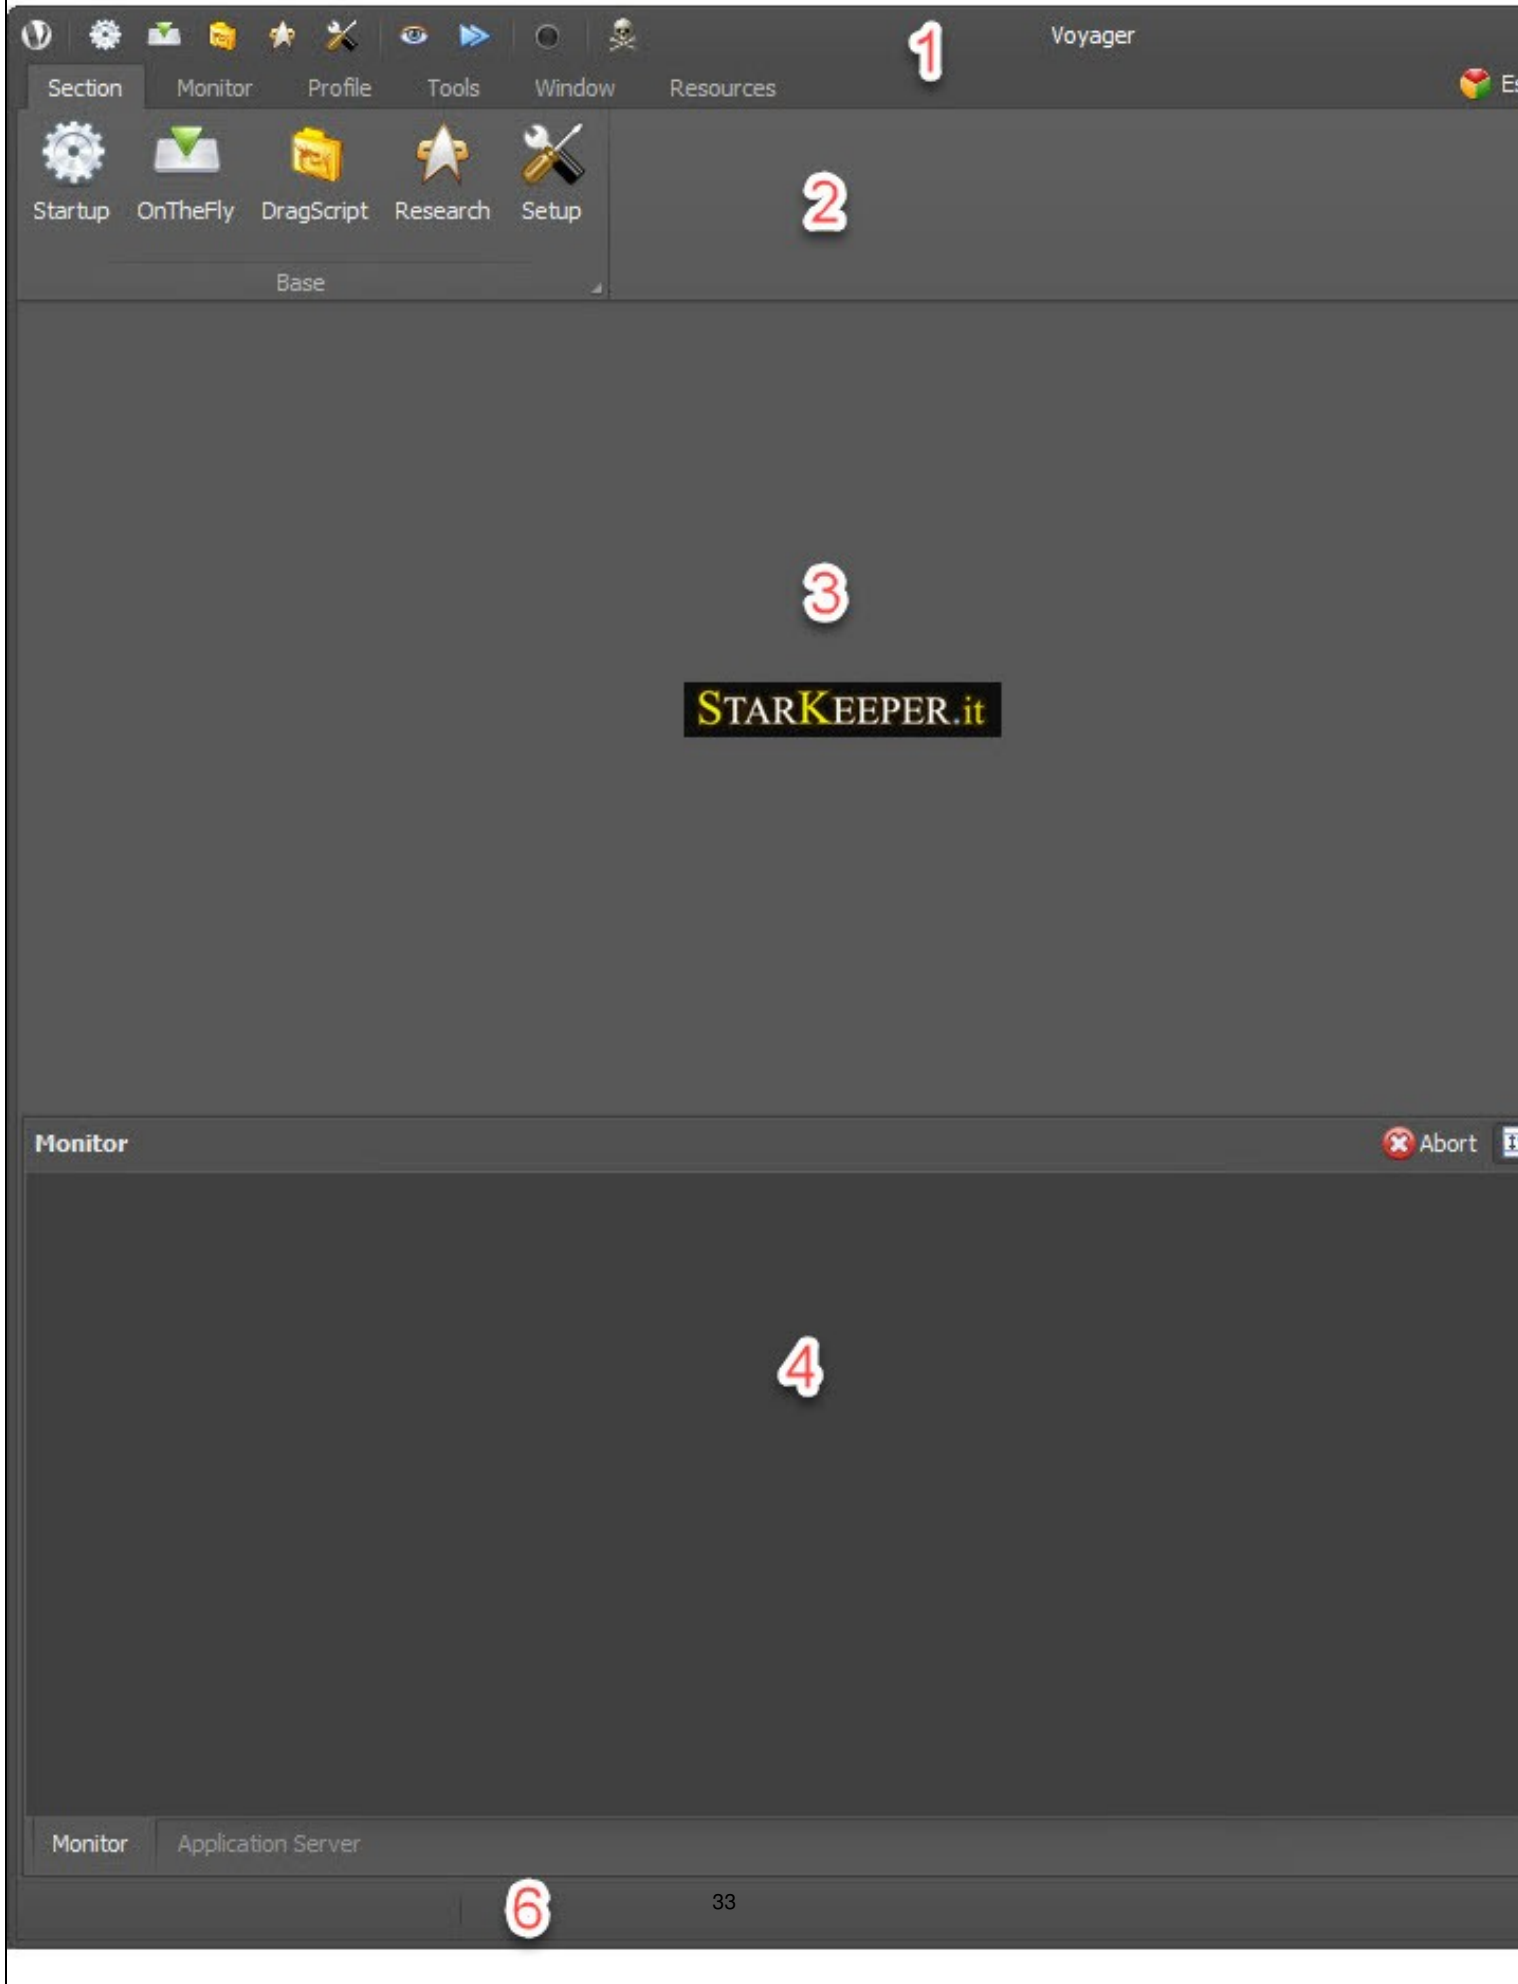 Voyager
1
Section Monitor Profile Tools Window Resources
Es
Startup OnTheFly DragScript Research Setup
2
Base
3
STARKEEPER.it
Monitor
Abort
4
Monitor Application Server
6
33